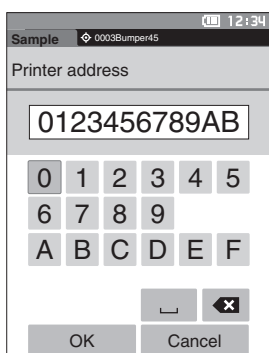 12:34
Sample 0003Bumper45
Printer address
0123456789AB
0 1 2 3 4 5
6 7 8 9
A B C D E F
OK Cancel